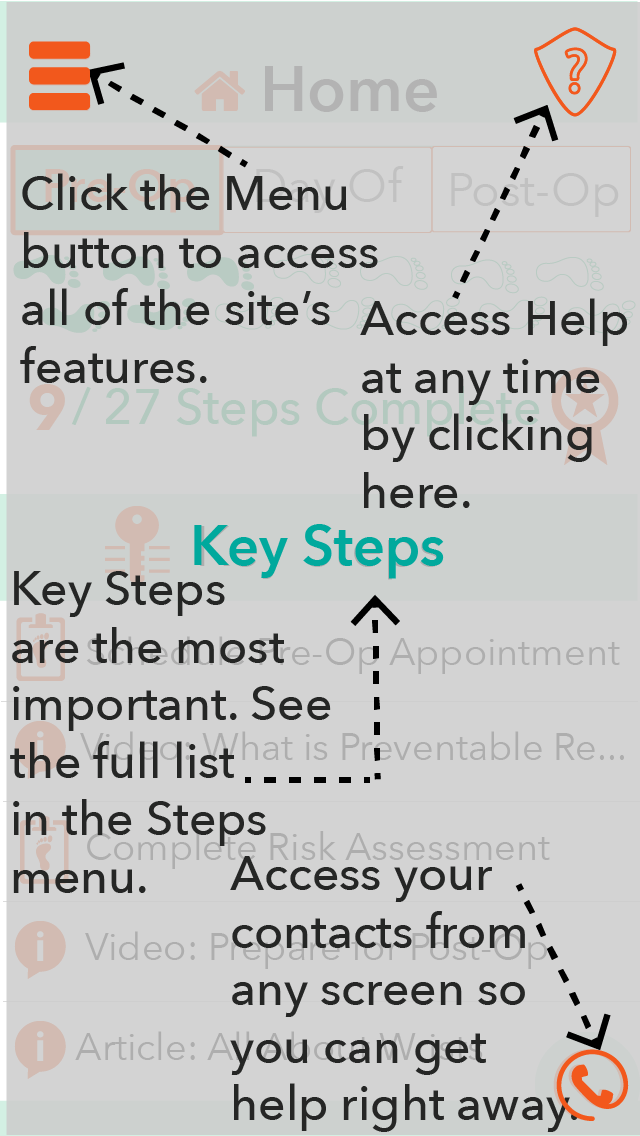 Home
Pre-Op
Day Of
Post-Op
Click the Menu
button to access
all of the site's
features.
Access Help
at any time
by clicking
here.
9/ 27 Steps Complete
Key Steps
Key Steps
are the most
important. See
the full list
in the Steps
menu.
Schedule Pre-Op Appointment
Video: What is Preventable Re...
Complete Risk Assessment
Video: Prepare for Post-Op
Article: All About Wrists
Access your
contacts from
any screen so
you can get
help right away.